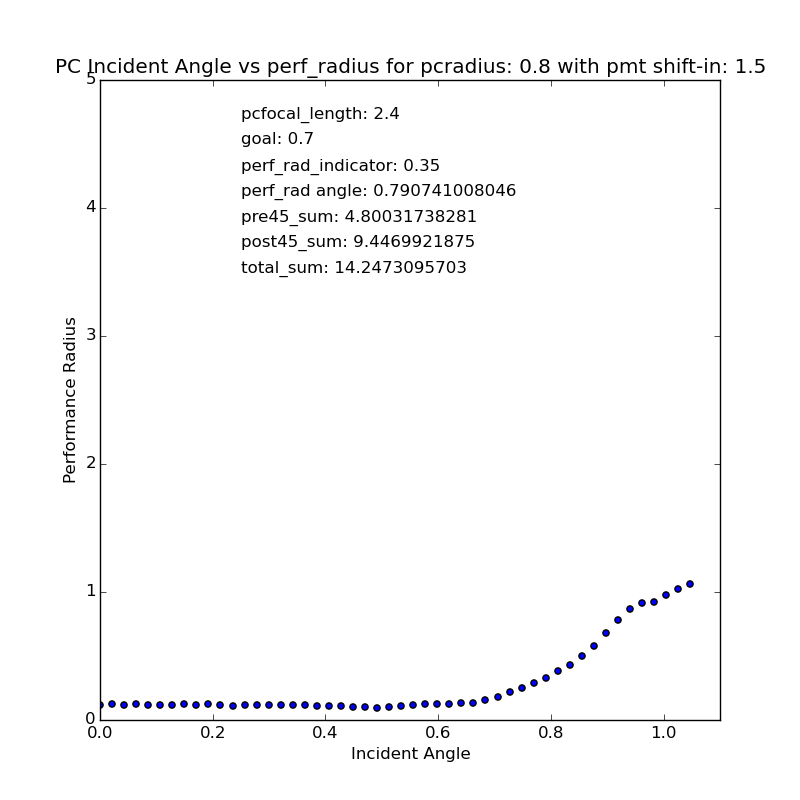 PC Incident Angle vs perf_radius for pcradius: 0.8 with pmt shift-in: 1.5
pcfocal_length: 2.4
goal: 0.7
perf_rad_indicator: 0.35
perf_rad angle: 0.790741008046
pre45_sum: 4.80031738281
post45_sum: 9.4469921875
total_sum: 14.2473095703
Performance Radius
5
4
3
2
1
0
0.0 0.2 0.4 0.6 0.8 1.0
Incident Angle